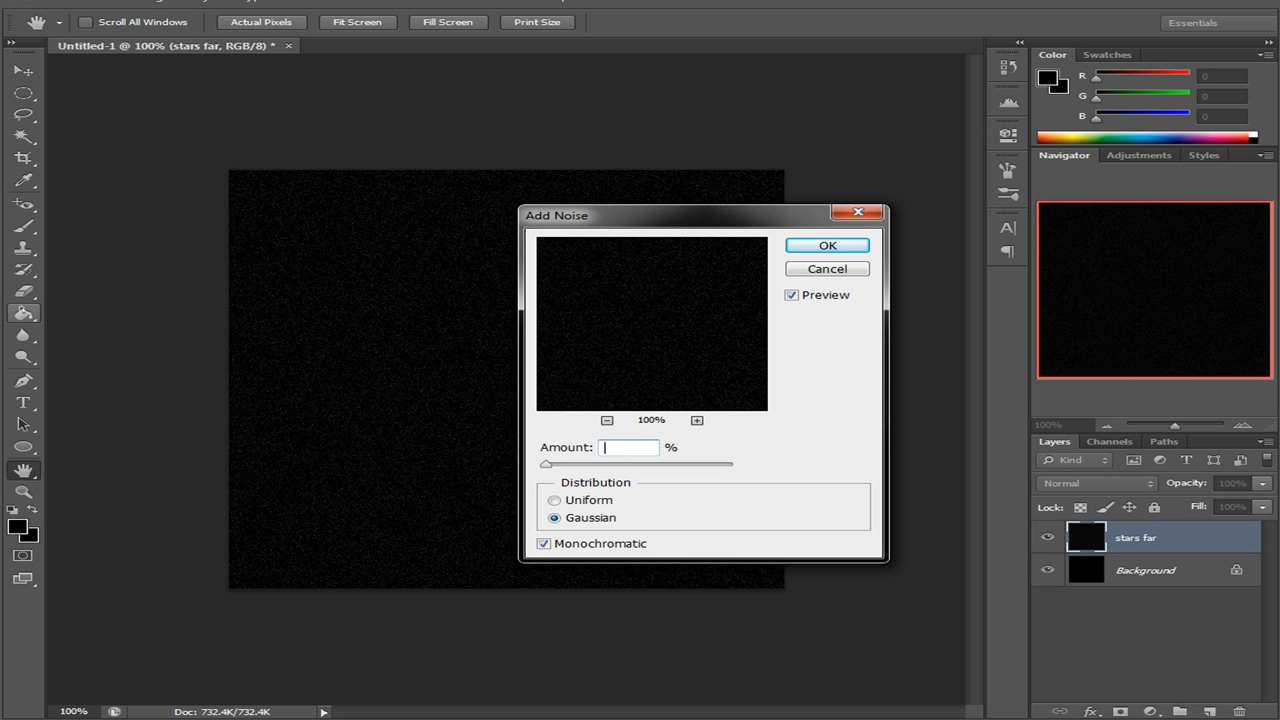 Scroll All Windows Actual Pixels Fit Screen Fill Screen Print Size Essentials
Untitled-1 @ 100% (stars far, RGB/8) * ×
Color Swatches
R 0
G 0
B 0
Navigator Adjustments Styles
100%
Layers Channels Paths
Kind
Normal Opacity: 100%
Lock: Fill: 100%
stars far
Background
Add Noise
OK
Cancel
Preview
100%
Amount: %
Distribution
Uniform
Gaussian
Monochromatic
100% Doc: 732.4K/732.4K